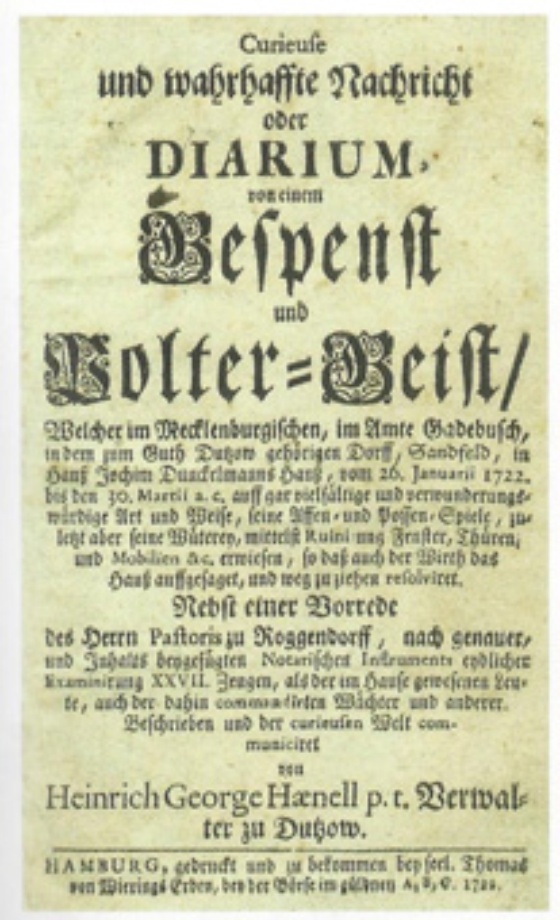 Curieuse
und wahrhaffte Nachricht
oder
DIARIUM,
von einem
Gespenst
und
Polter=Geist/
Welcher im Mecklenburgischen, im Amte Gadebusch,
in dem zum Guth Dutzow gehörigen Dorff, Sandfeld, in
Hanß Jochim Dunckelmanns Hauß, vom 26. Januarii 1722.
bis den 30. Martii a. c. auff gar vielfältige und verwunderungs-
würdige Art und Weise, seine Affen- und Possen-Spiele, zu-
letzt aber seine Wüterey, mittelst Ruini- ung Fenster, Thüren,
und Mobilien &c. erwiesen, so daß auch der Wirth das
Hauß auffgesaget, und weg zu ziehen resolviret.
Nebst einer Vorrede
des Herrn Pastoris zu Roggendorff, nach genauer,
und Inhalts beygefügten Notarischen Instruments eydlicher
Examinirung XXVII. Zeugen, als der im Hause gewesenen Leu-
te, auch der dahin commandirten Wächter und anderer.
Beschrieben und der curieusen Welt com-
municiret
von
Heinrich George Hænell p. t. Verwal-
ter zu Dutzow.
HAMBURG, gedruckt und zu bekommen bey seel. Thomas
von Wierings Erben, bey der Börse im güldnen A, B, C. 1722.